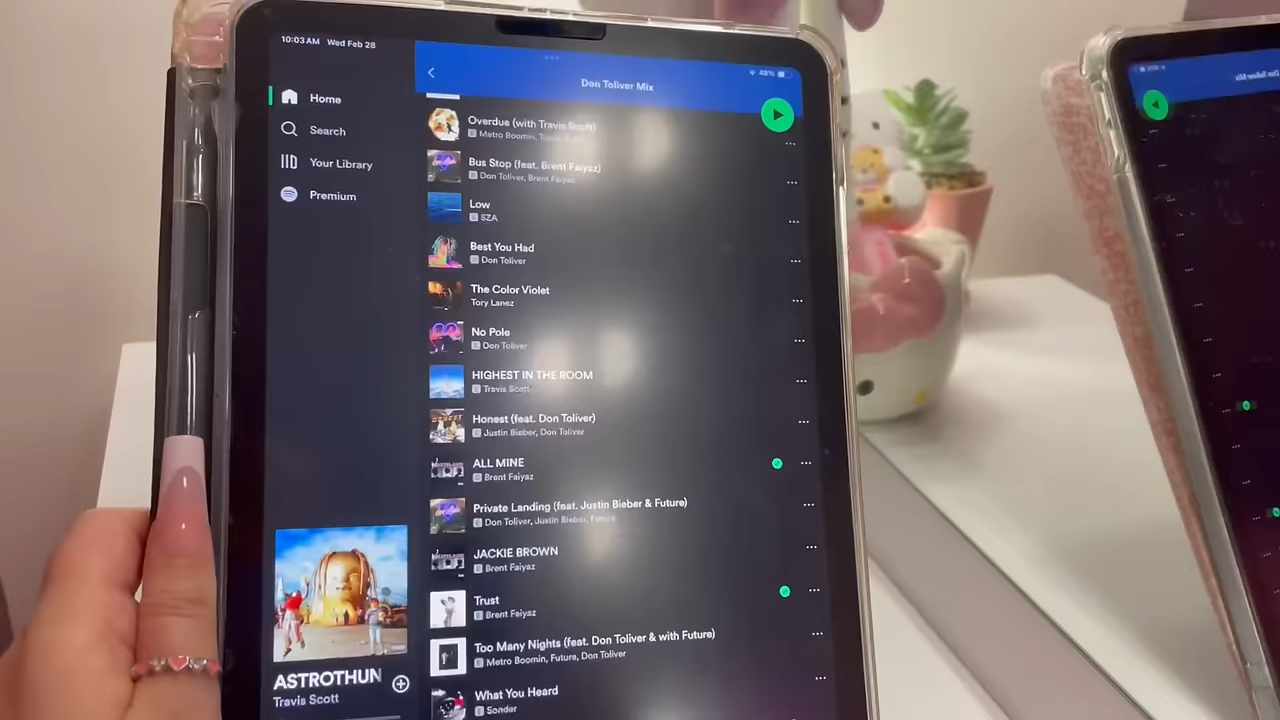 10:03 AM Wed Feb 28
49%
Don Toliver Mix
Home
Search
Your Library
Premium
Overdue (with Travis Scott)
E Metro Boomin, Travis
Bus Stop (feat. Brent Faiyaz)
E Don Toliver, Brent Faiyaz
Low
E SZA
Best You Had
E Don Toliver
The Color Violet
Tory Lanez
No Pole
E Don Toliver
HIGHEST IN THE ROOM
E Travis Scott
Honest (feat. Don Toliver)
E Justin Bieber, Don Toliver
ALL MINE
E Brent Faiyaz
Private Landing (feat. Justin Bieber & Future)
E Don Toliver, Justin Bieber, Future
JACKIE BROWN
E Brent Faiyaz
Trust
E Brent Faiyaz
Too Many Nights (feat. Don Toliver & with Future)
E Metro Boomin, Future, Don Toliver
What You Heard
E Sonder
ASTROTHUN
Travis Scott